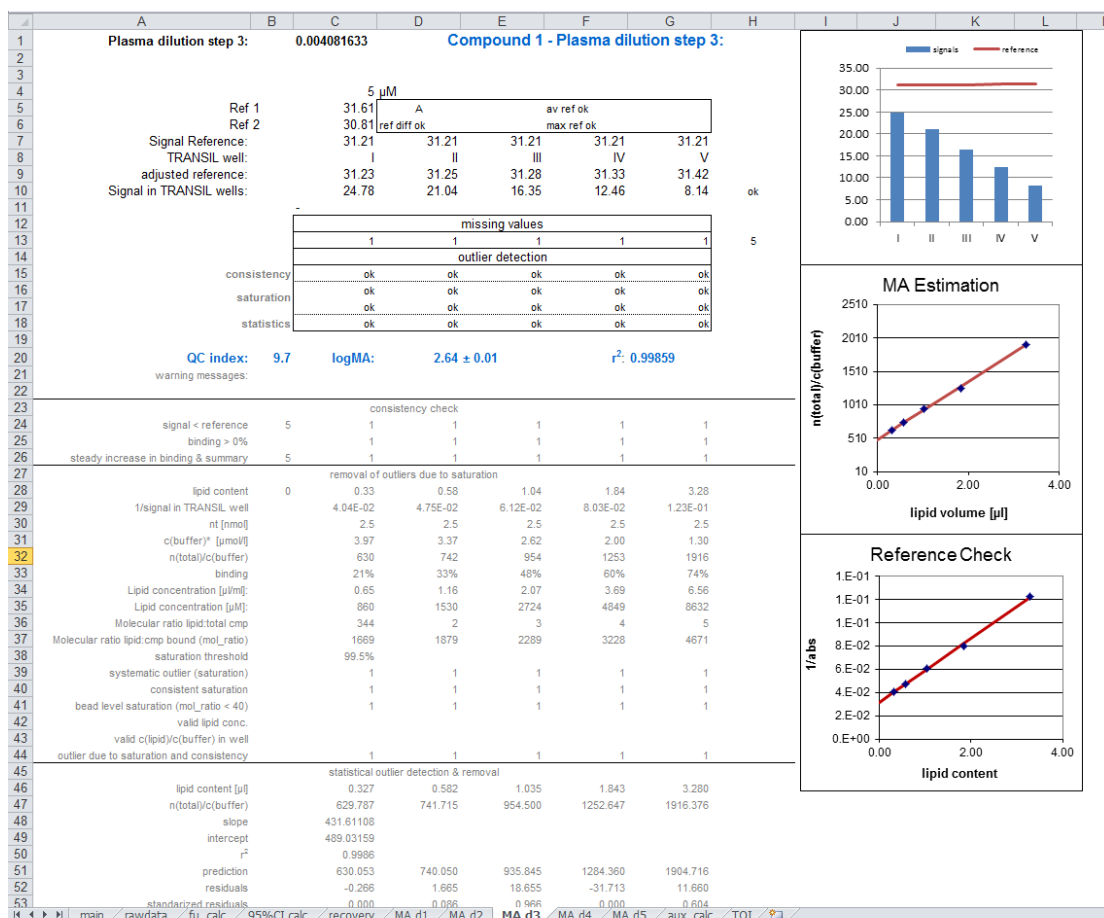 A B C D E F G H I J K L
1 Plasma dilution step 3: 0.004081633 Compound 1 - Plasma dilution step 3:
2
3
4 5 µM
5 Ref 1 31.61 A av ref ok
6 Ref 2 30.81 ref diff ok max ref ok
7 Signal Reference: 31.21 31.21 31.21 31.21 31.21
8 TRANSIL well: I II III IV V
9 adjusted reference: 31.23 31.25 31.28 31.33 31.42
10 Signal in TRANSIL wells: 24.78 21.04 16.35 12.46 8.14 ok
11 -
12 missing values
13 1 1 1 1 1 5
14 outlier detection
15 consistency ok ok ok ok ok
16 saturation ok ok ok ok ok
17 ok ok ok ok ok
18 statistics ok ok ok ok ok
19
20 QC index: 9.7 logMA: 2.64 ± 0.01 r²: 0.99859
21 warning messages:
22
23 consistency check
24 signal < reference 5 1 1 1 1 1
25 binding > 0% 1 1 1 1 1
26 steady increase in binding & summary 5 1 1 1 1 1
27 removal of outliers due to saturation
28 lipid content 0 0.33 0.58 1.04 1.84 3.28
29 1/signal in TRANSIL well 4.04E-02 4.75E-02 6.12E-02 8.03E-02 1.23E-01
30 nt [nmol] 2.5 2.5 2.5 2.5 2.5
31 c(buffer)* [µmol/l] 3.97 3.37 2.62 2.00 1.30
32 n(total)/c(buffer) 630 742 954 1253 1916
33 binding 21% 33% 48% 60% 74%
34 Lipid concentration [µl/ml]: 0.65 1.16 2.07 3.69 6.56
35 Lipid concentration [µM]: 860 1530 2724 4849 8632
36 Molecular ratio lipid:total cmp 344 2 3 4 5
37 Molecular ratio lipid:cmp bound (mol_ratio) 1669 1879 2289 3228 4671
38 saturation threshold 99.5%
39 systematic outlier (saturation) 1 1 1 1 1
40 consistent saturation 1 1 1 1 1
41 bead level saturation (mol_ratio < 40) 1 1 1 1 1
42 valid lipid conc.
43 valid c(lipid)/c(buffer) in well
44 outlier due to saturation and consistency 1 1 1 1 1
45 statistical outlier detection & removal
46 lipid content [µl] 0.327 0.582 1.035 1.843 3.280
47 n(total)/c(buffer) 629.787 741.715 954.500 1252.647 1916.376
48 slope 431.61108
49 intercept 489.03159
50 r² 0.9986
51 prediction 630.053 740.050 935.845 1284.360 1904.716
52 residuals -0.266 1.665 18.655 -31.713 11.660
53 standarized residuals 0.000 0.086 0.966 0.000 0.604
signals reference
35.00
30.00
25.00
20.00
15.00
10.00
5.00
0.00
I II III IV V
MA Estimation
n(total)/c(buffer)
2510
2010
1510
1010
510
10
0.00 2.00 4.00
lipid volume [µl]
Reference Check
1/abs
1.E-01
1.E-01
1.E-01
8.E-02
6.E-02
4.E-02
2.E-02
0.E+00
0.00 2.00 4.00
lipid content
main rawdata fu_calc 95%CI calc recovery MA d1 MA d2 MA d3 MA d4 MA d5 aux_calc TOI